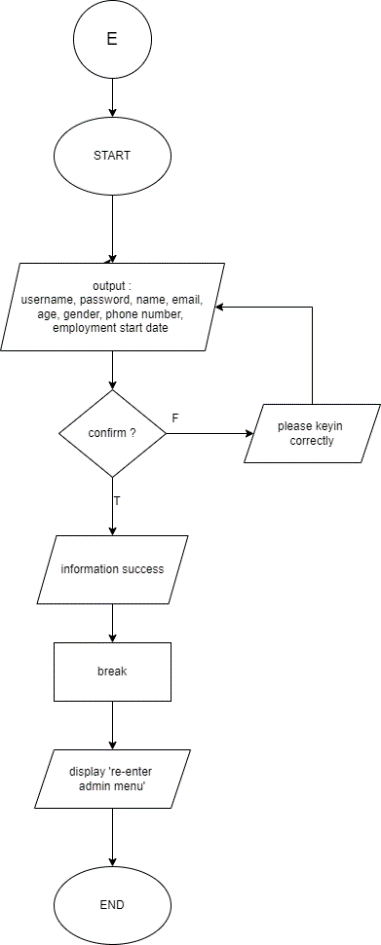 E
START
output :
username, password, name, email,
age, gender, phone number,
employment start date
confirm ?
F
please keyin
correctly
T
information success
break
display 're-enter
admin menu'
END